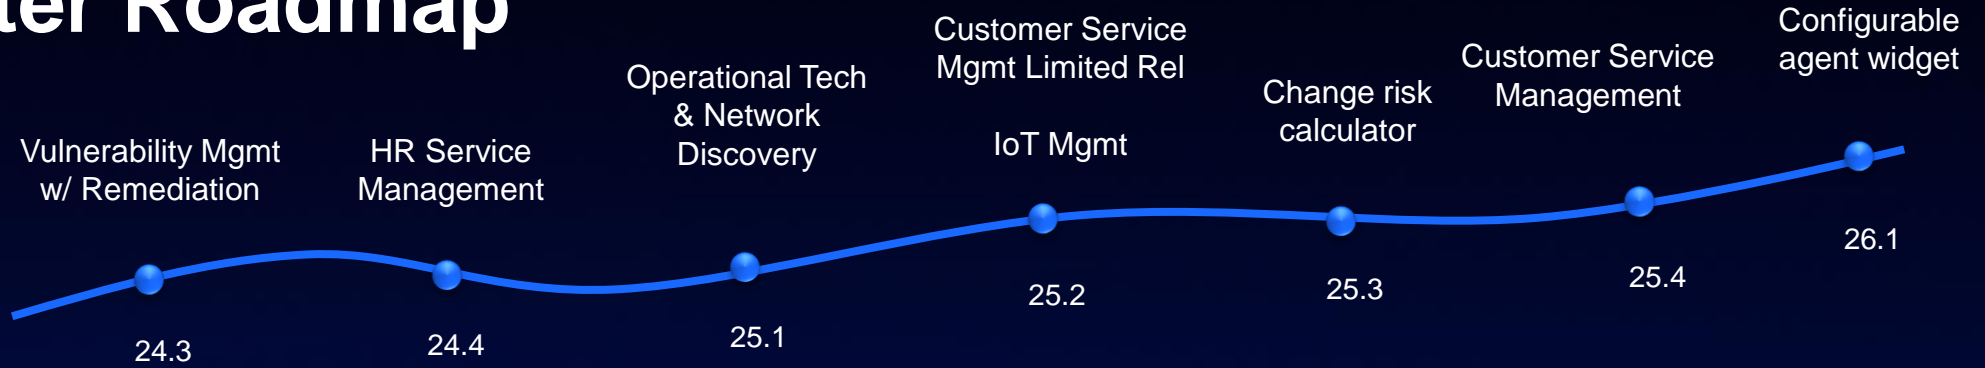 Roadmap
Vulnerability Mgmt
w/ Remediation
24.3
HR Service
Management
24.4
Operational Tech
& Network
Discovery
25.1
Customer Service
Mgmt Limited Rel
IoT Mgmt
25.2
Change risk
calculator
25.3
Customer Service
Management
25.4
Configurable
agent widget
26.1